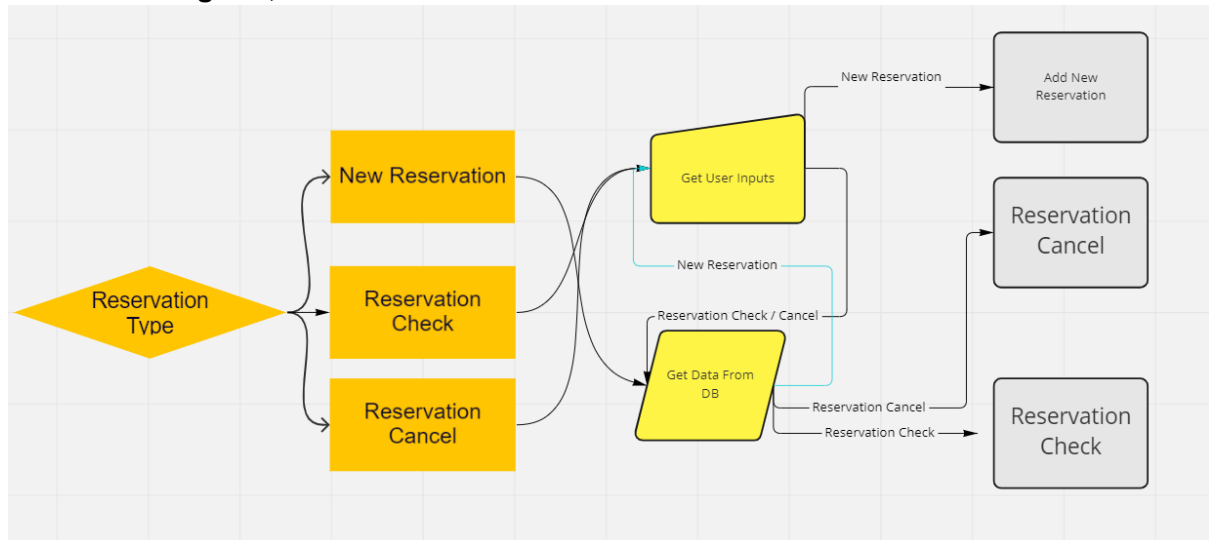 Reservation
Type
New Reservation
Reservation
Check
Reservation
Cancel
Get User Inputs
New Reservation
Reservation Check / Cancel
Get Data From
DB
New Reservation
Reservation Cancel
Reservation Check
Add New
Reservation
Reservation
Cancel
Reservation
Check